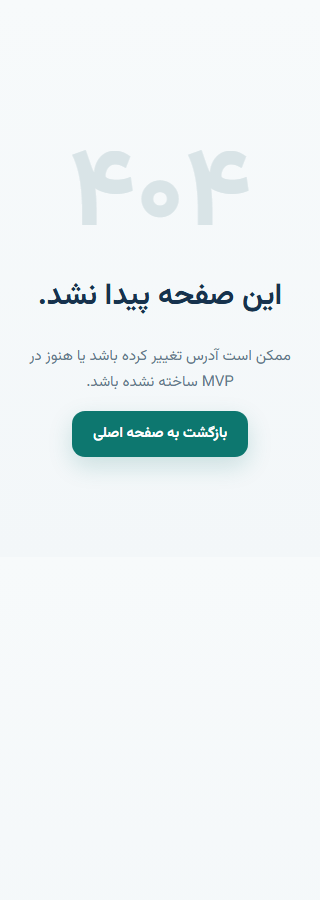 ۴۰۴
این صفحه پیدا نشد.
ممکن است آدرس تغییر کرده باشد یا هنوز در
MVP ساخته نشده باشد.
بازگشت به صفحه اصلی